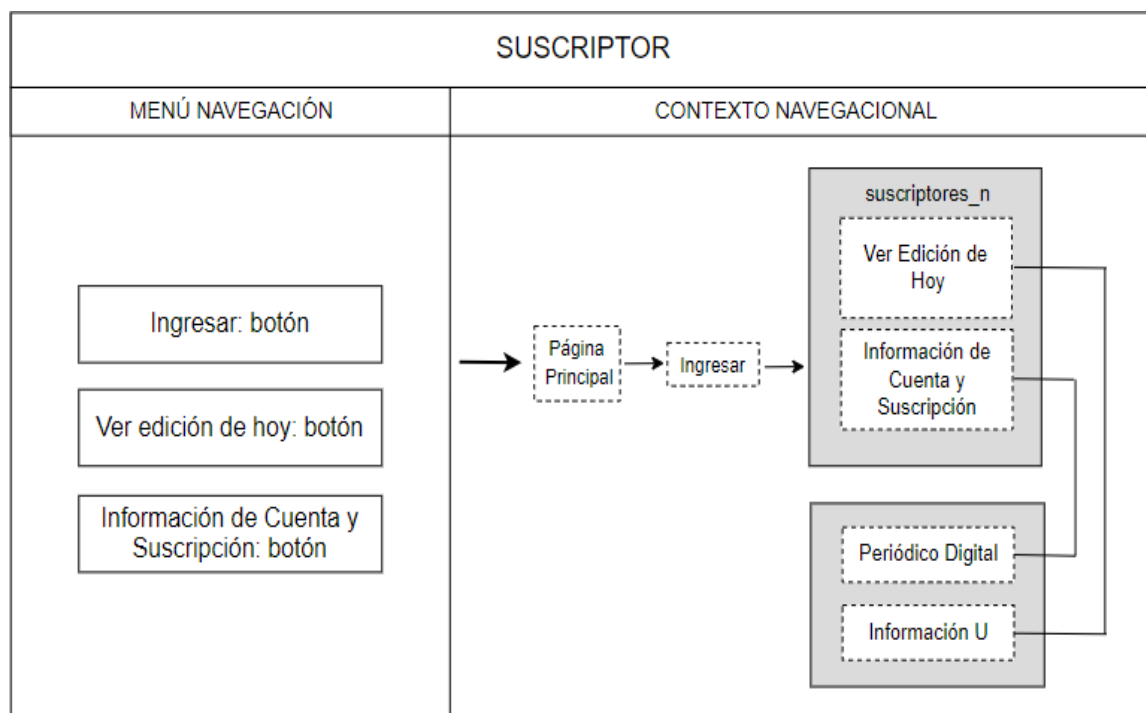 SUSCRIPTOR
MENÚ NAVEGACIÓN
CONTEXTO NAVEGACIONAL
Ingresar: botón
Ver edición de hoy: botón
Información de Cuenta y
Suscripción: botón
Página
Principal
Ingresar
suscriptores_n
Ver Edición de
Hoy
Información de
Cuenta y
Suscripción
Periódico Digital
Información U